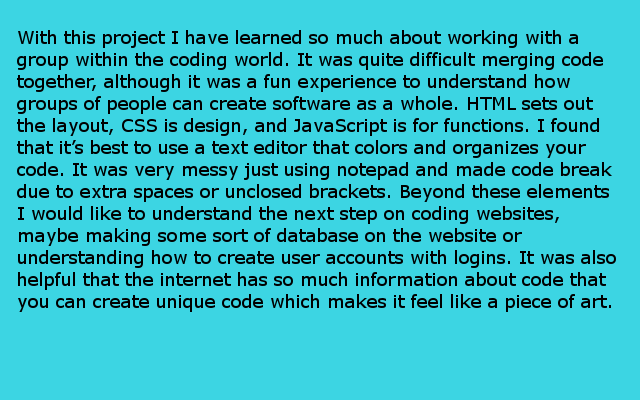 With this project I have learned so much about working with a
group within the coding world. It was quite difficult merging code
together, although it was a fun experience to understand how
groups of people can create software as a whole. HTML sets out
the layout, CSS is design, and JavaScript is for functions. I found
that it’s best to use a text editor that colors and organizes your
code. It was very messy just using notepad and made code break
due to extra spaces or unclosed brackets. Beyond these elements
I would like to understand the next step on coding websites,
maybe making some sort of database on the website or
understanding how to create user accounts with logins. It was also
helpful that the internet has so much information about code that
you can create unique code which makes it feel like a piece of art.